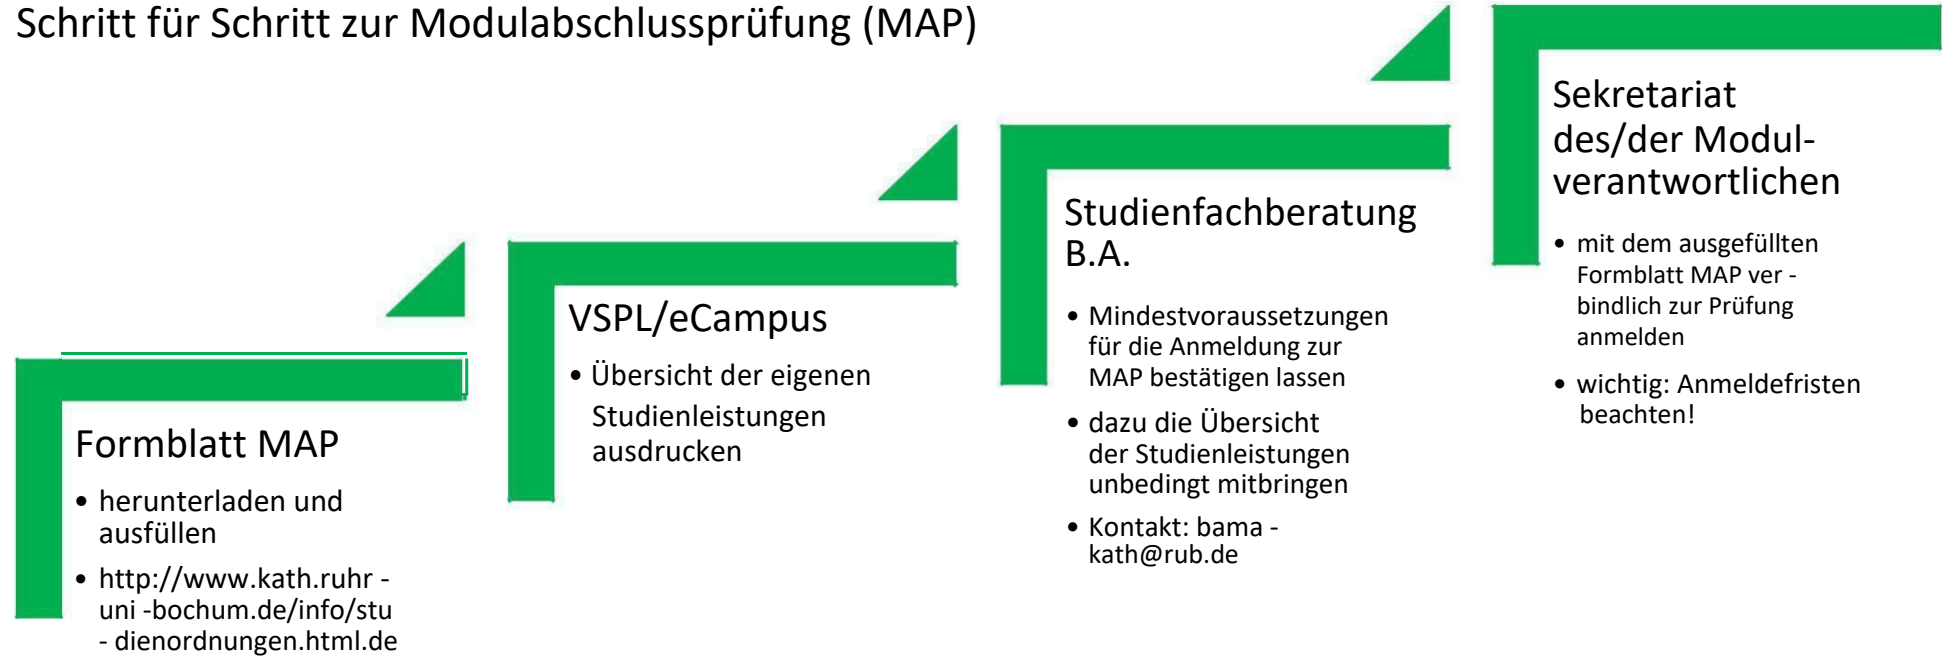 Schritt für Schritt zur Modulabschlussprüfung (MAP)
Formblatt MAP
• herunterladen und
ausfüllen
• http://www.kath.ruhr -
uni -bochum.de/info/stu
- dienordnungen.html.de
VSPL/eCampus
• Übersicht der eigenen
Studienleistungen
ausdrucken
Studienfachberatung
B.A.
• Mindestvoraussetzungen
für die Anmeldung zur
MAP bestätigen lassen
• dazu die Übersicht
der Studienleistungen
unbedingt mitbringen
• Kontakt: bama -
kath@rub.de
Sekretariat
des/der Modul-
verantwortlichen
• mit dem ausgefüllten
Formblatt MAP ver -
bindlich zur Prüfung
anmelden
• wichtig: Anmeldefristen
beachten!